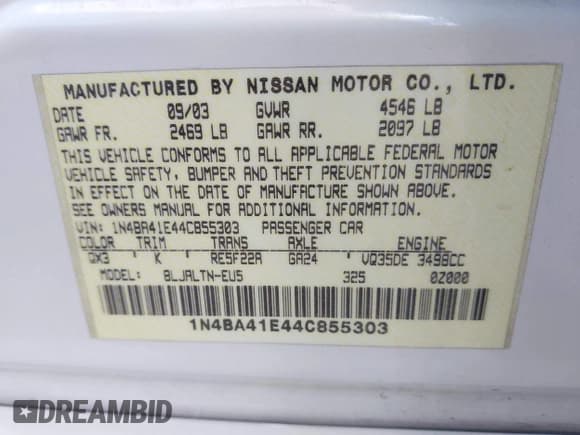 MANUFACTURED BY NISSAN MOTOR CO., LTD.
DATE 09/03 GVWR 4546 LB
GAWR FR. 2469 LB GAWR RR. 2097 LB
THIS VEHICLE CONFORMS TO ALL APPLICABLE FEDERAL MOTOR
VEHICLE SAFETY, BUMPER AND THEFT PREVENTION STANDARDS
IN EFFECT ON THE DATE OF MANUFACTURE SHOWN ABOVE.
SEE OWNERS MANUAL FOR ADDITIONAL INFORMATION.
VIN: 1N4BA41E44C855303 PASSENGER CAR
COLOR TRIM TRANS AXLE ENGINE
QX3 K RE5F22A GA24 VQ35DE 3498CC
MODEL: BLJALTN-EU5 325 0Z000
1N4BA41E44C855303
DREAMBID